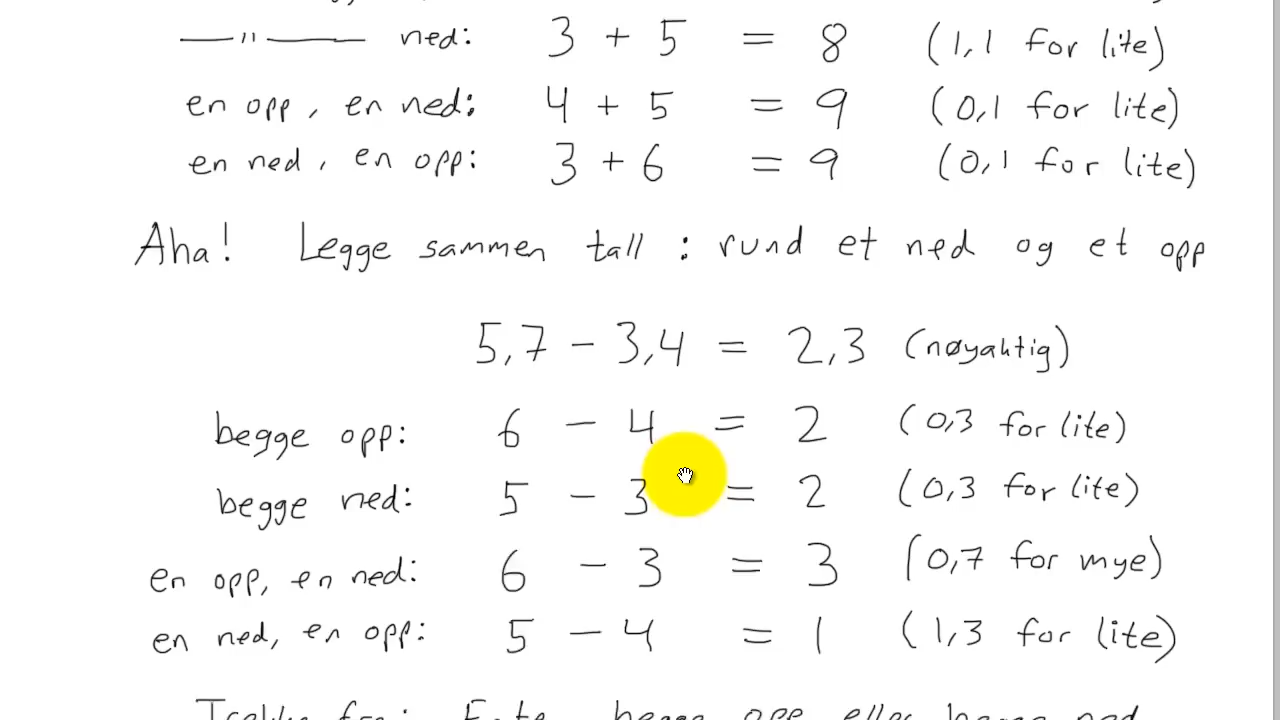 —"— ned: 3 + 5 = 8 (1,1 for lite)
en opp, en ned: 4 + 5 = 9 (0,1 for lite)
en ned, en opp: 3 + 6 = 9 (0,1 for lite)
Aha! Legge sammen tall : rund et ned og et opp
5,7 - 3,4 = 2,3 (nøyaktig)
begge opp: 6 - 4 = 2 (0,3 for lite)
begge ned: 5 - 3 = 2 (0,3 for lite)
en opp, en ned: 6 - 3 = 3 (0,7 for mye)
en ned, en opp: 5 - 4 = 1 (1,3 for lite)